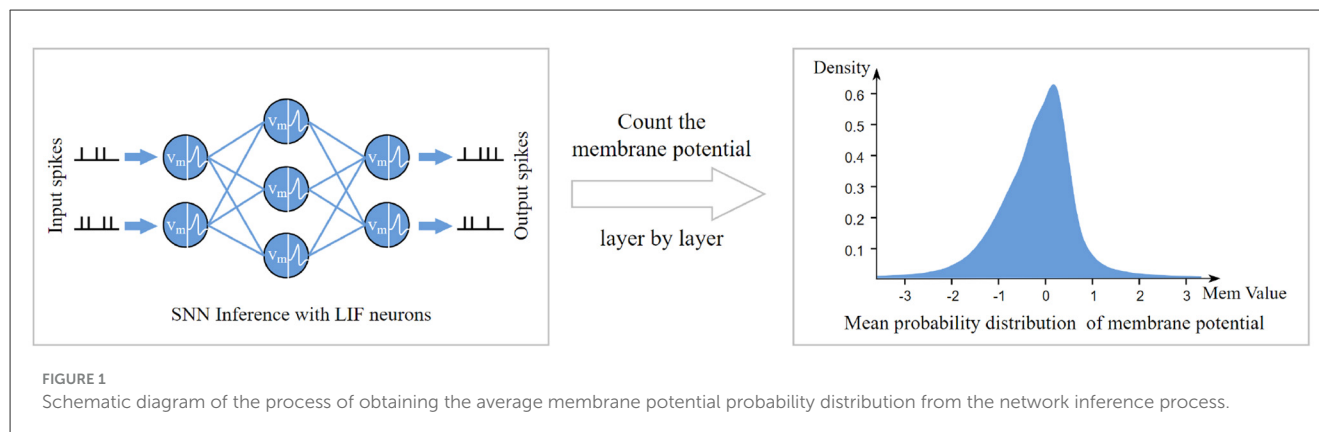 Input spikes
Vm
Vm
Vm
Vm
Vm
Vm
Vm
Output spikes
SNN Inference with LIF neurons
Count the
membrane potential
layer by layer
Density
0.6
0.5
0.4
0.3
0.2
0.1
-3 -2 -1 0 1 2 3 Mem Value
Mean probability distribution of membrane potential
FIGURE 1
Schematic diagram of the process of obtaining the average membrane potential probability distribution from the network inference process.